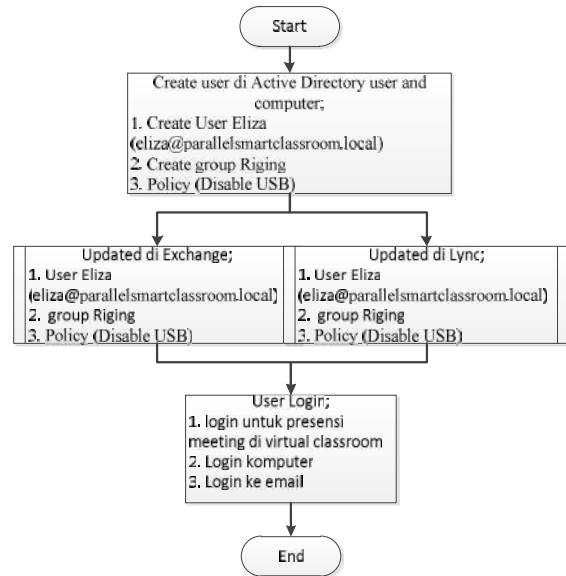 Start
Create user di Active Directory user and
computer;
1. Create User Eliza
(eliza@parallelsmartclassroom.local)
2. Create group Riging
3. Policy (Disable USB)
Updated di Exchange;
1. User Eliza
(eliza@parallelsmartclassroom.local)
2. group Riging
3. Policy (Disable USB)
Updated di Lync;
1. User Eliza
(eliza@parallelsmartclassroom.local)
2. group Riging
3. Policy (Disable USB)
User Login;
1. login untuk presensi
meeting di virtual classroom
2. Login komputer
3. Login ke email
End